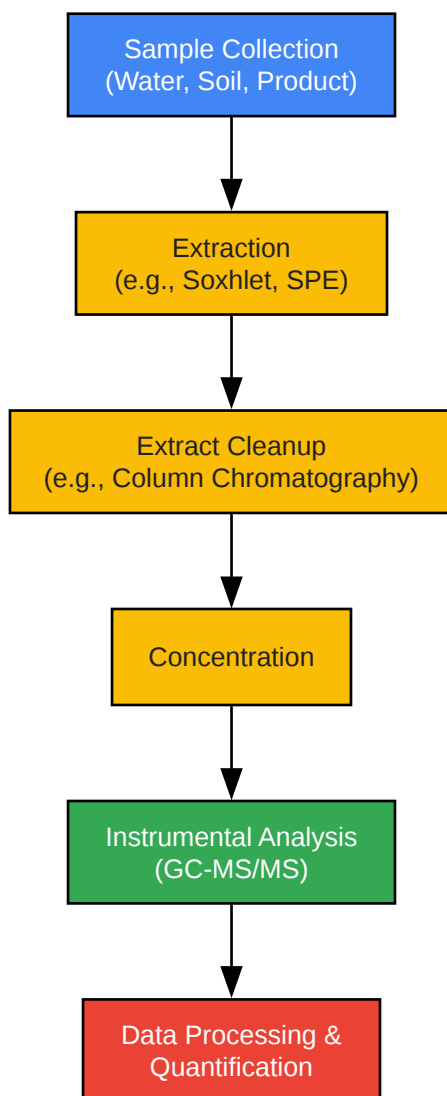 Sample Collection
(Water, Soil, Product)
Extraction
(e.g., Soxhlet, SPE)
Extract Cleanup
(e.g., Column Chromatography)
Concentration
Instrumental Analysis
(GC-MS/MS)
Data Processing &
Quantification